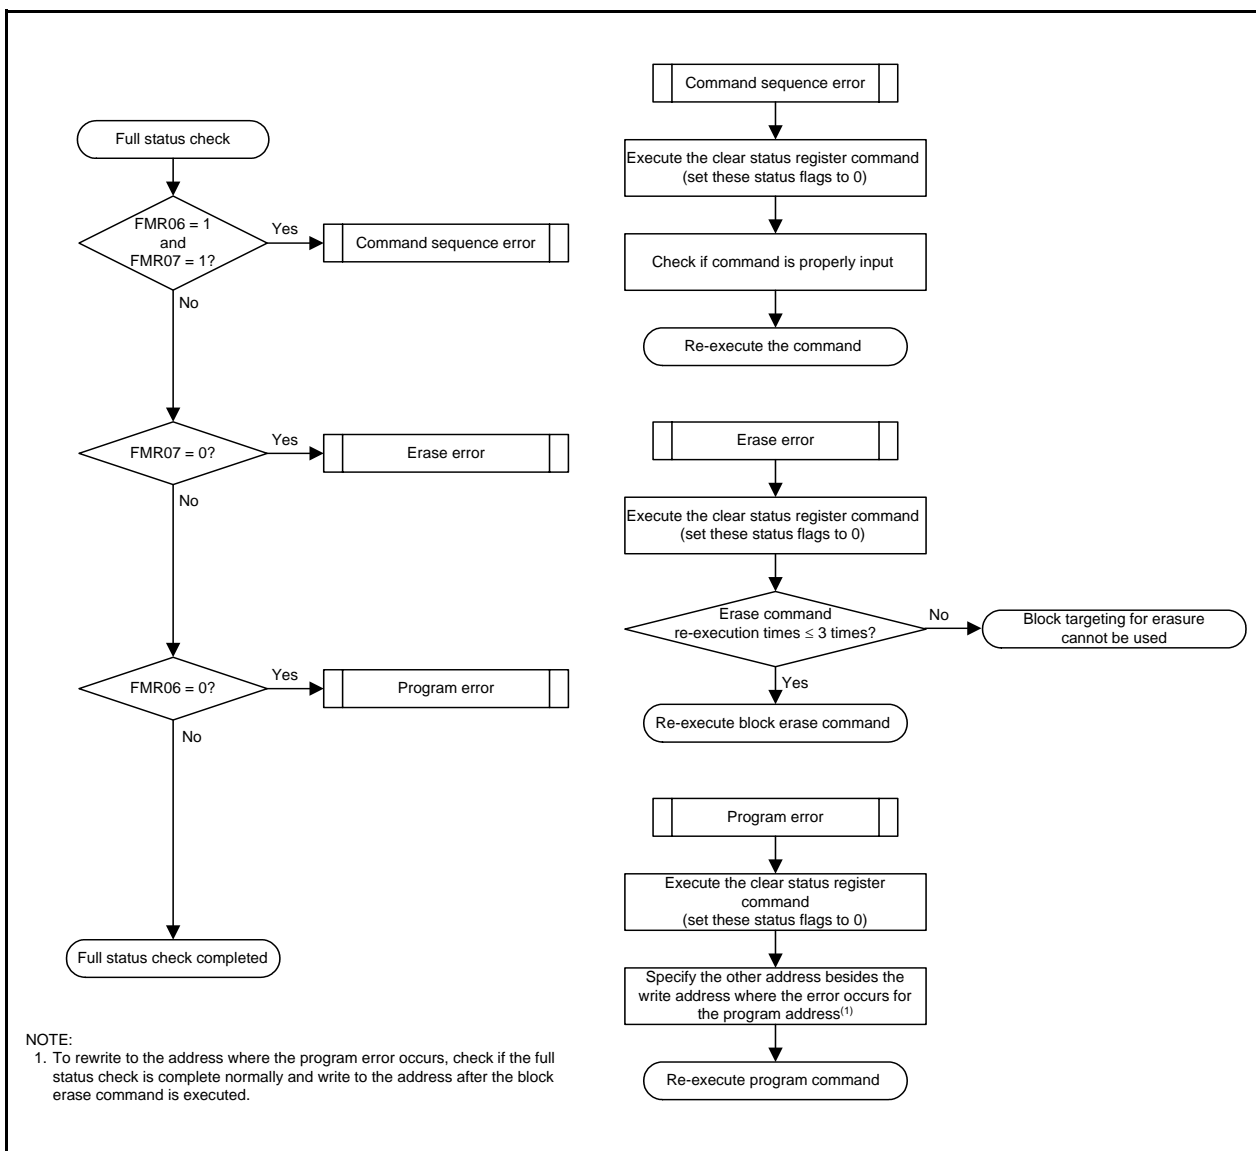 Full status check
FMR06 = 1
and
FMR07 = 1?
Yes
Command sequence error
No
FMR07 = 0?
Yes
Erase error
No
FMR06 = 0?
Yes
Program error
No
Full status check completed
Command sequence error
Execute the clear status register command
(set these status flags to 0)
Check if command is properly input
Re-execute the command
Erase error
Execute the clear status register command
(set these status flags to 0)
Erase command
re-execution times ≤ 3 times?
No
Block targeting for erasure
cannot be used
Yes
Re-execute block erase command
Program error
Execute the clear status register
command
(set these status flags to 0)
Specify the other address besides the
write address where the error occurs for
the program address(1)
Re-execute program command
NOTE:
1. To rewrite to the address where the program error occurs, check if the full
status check is complete normally and write to the address after the block
erase command is executed.